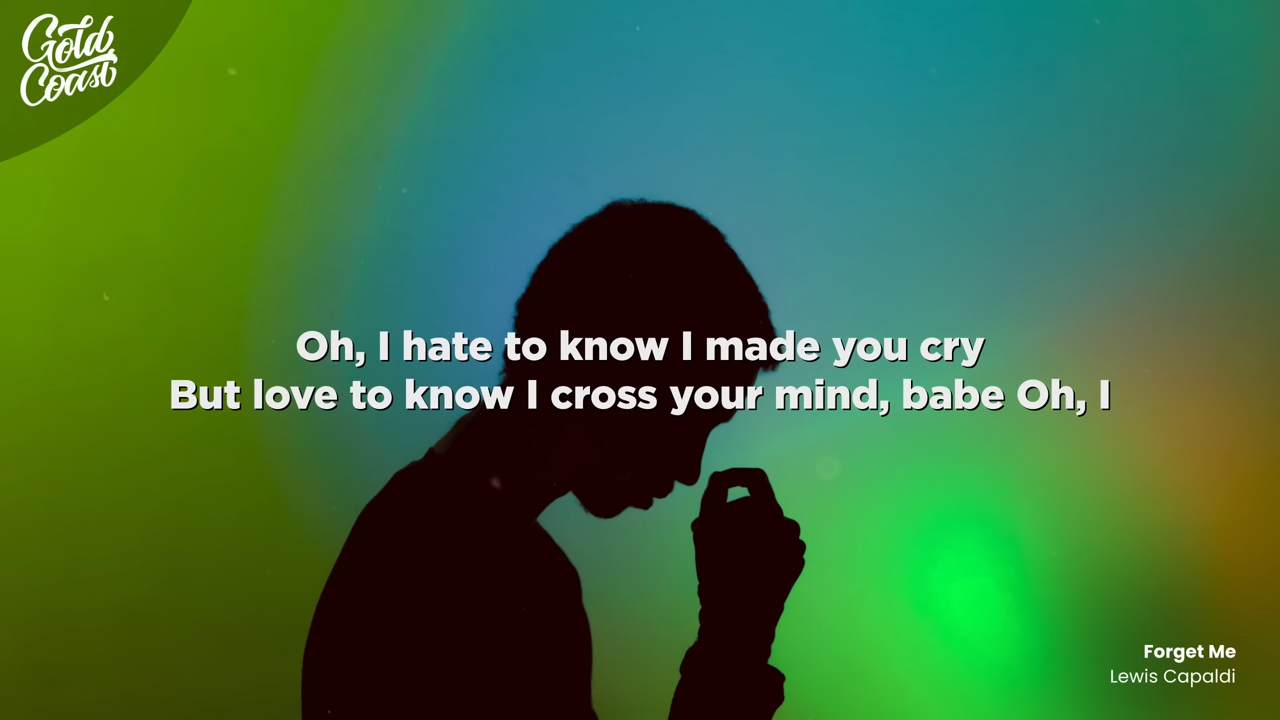 Gold
Coast
Oh, I hate to know I made you cry
But love to know I cross your mind, babe Oh, I
Forget Me
Lewis Capaldi